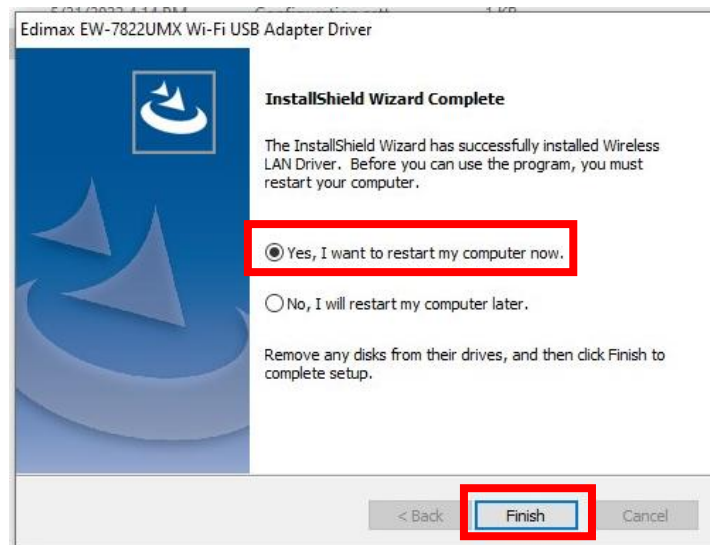 Edimax EW-7822UMX Wi-Fi USB Adapter Driver
InstallShield Wizard Complete
The InstallShield Wizard has successfully installed Wireless
LAN Driver. Before you can use the program, you must
restart your computer.
Yes, I want to restart my computer now.
No, I will restart my computer later.
Remove any disks from their drives, and then click Finish to
complete setup.
< Back
Finish
Cancel